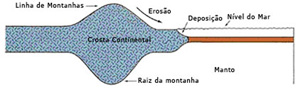 Linha de Montanhas
Erosão
Deposição
Nível do Mar
Crosta Continental
Manto
Raiz da montanha